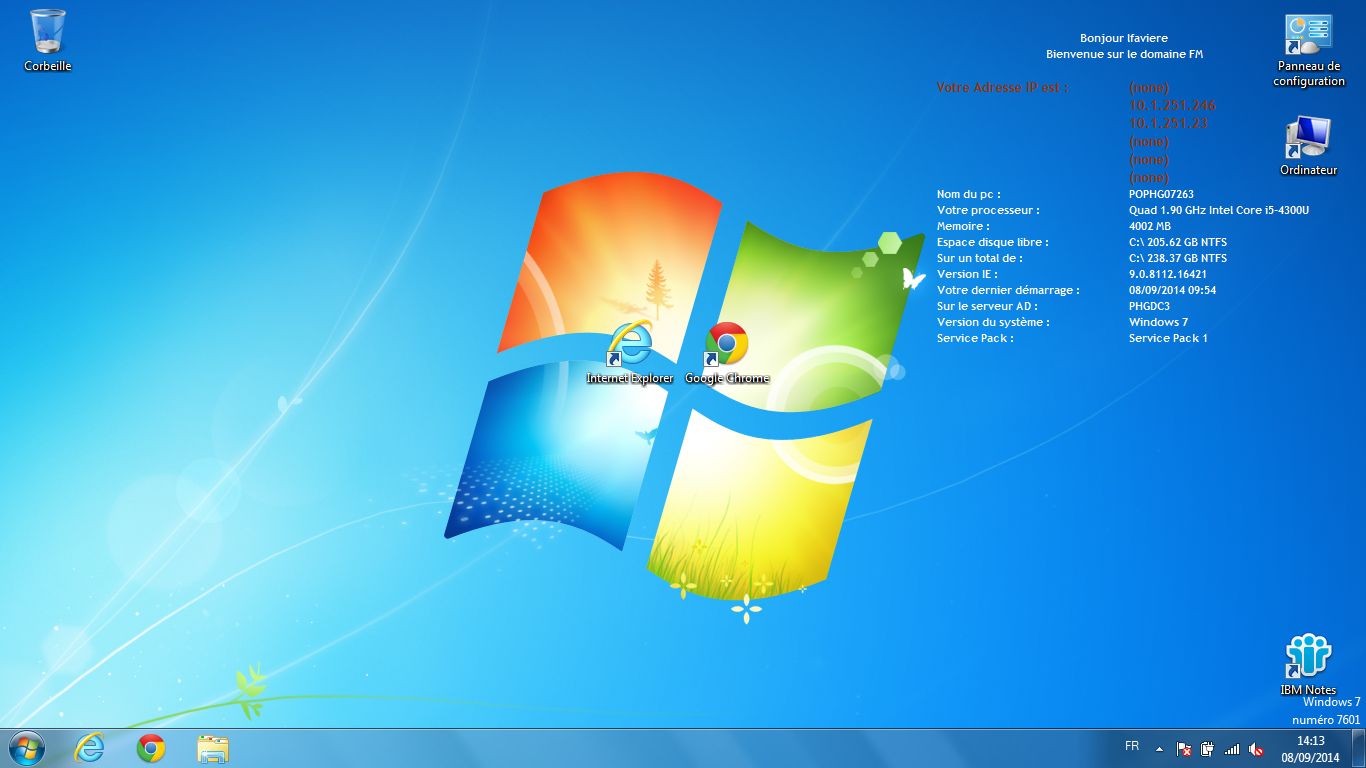 Corbeille
Bonjour lfaviere
Bienvenue sur le domaine FM
Votre Adresse IP est : (none)
10.1.251.246
10.1.251.23
(none)
(none)
(none)
Nom du pc : POPHG07263
Votre processeur : Quad 1.90 GHz Intel Core i5-4300U
Memoire : 4002 MB
Espace disque libre : C:\ 205.62 GB NTFS
Sur un total de : C:\ 238.37 GB NTFS
Version IE : 9.0.8112.16421
Votre dernier démarrage : 08/09/2014 09:54
Sur le serveur AD : PHGDC3
Version du système : Windows 7
Service Pack : Service Pack 1
Panneau de
configuration
Ordinateur
Internet Explorer
Google Chrome
IBM Notes
Windows 7
numéro 7601
FR
14:13
08/09/2014